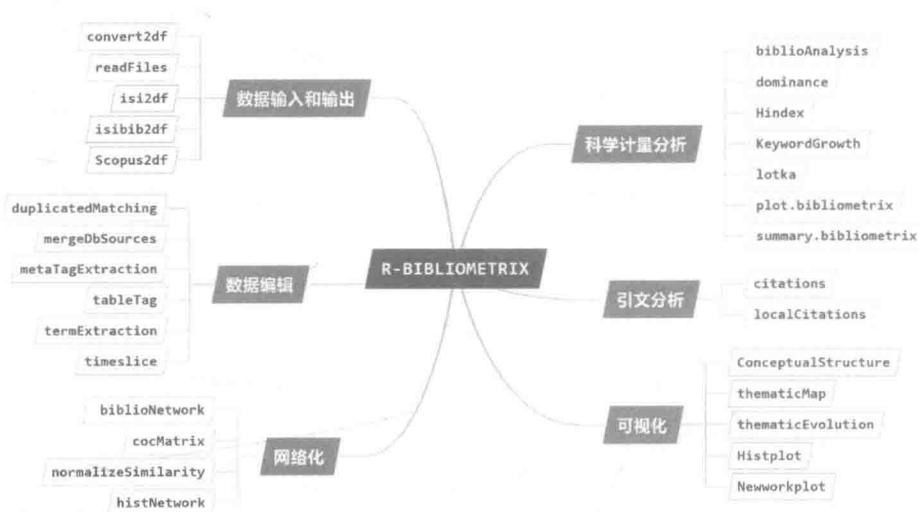 convert2df
readFiles
isi2df
isibib2df
Scopus2df
数据输入和输出
duplicatedMatching
mergeDbSources
metaTagExtraction
tableTag
termExtraction
timeslice
数据编辑
biblioNetwork
cocMatrix
normalizeSimilarity
histNetwork
网络化
R-BIBLIOMETRIX
科学计量分析
biblioAnalysis
dominance
Hindex
KeywordGrowth
lotka
plot.bibliometrix
summary.bibliometrix
引文分析
citations
localCitations
可视化
ConceptualStructure
thematicMap
thematicEvolution
Histplot
Newworkplot